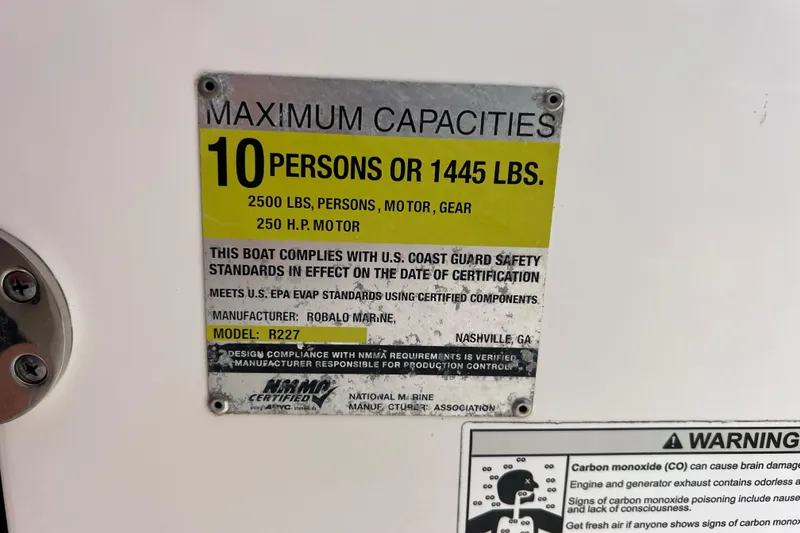 MAXIMUM CAPACITIES
10 PERSONS OR 1445 LBS.
2500 LBS, PERSONS, MOTOR, GEAR
250 H.P. MOTOR
THIS BOAT COMPLIES WITH U.S. COAST GUARD SAFETY
STANDARDS IN EFFECT ON THE DATE OF CERTIFICATION
MEETS U.S. EPA EVAP STANDARDS USING CERTIFIED COMPONENTS
MANUFACTURER: ROBALO MARINE,
MODEL: R227 NASHVILLE, GA
DESIGN COMPLIANCE WITH NMMA REQUIREMENTS IS VERIFIED.
MANUFACTURER RESPONSIBLE FOR PRODUCTION CONTROL.
NMMA
CERTIFIED
NATIONAL MARINE
MANUFACTURER ASSOCIATION
WARNING
Carbon monoxide (CO) can cause brain damage
Engine and generator exhaust contains odorless a
Signs of carbon monoxide poisoning include nause
and lack of consciousness.
Get fresh air if anyone shows signs of carbon monox